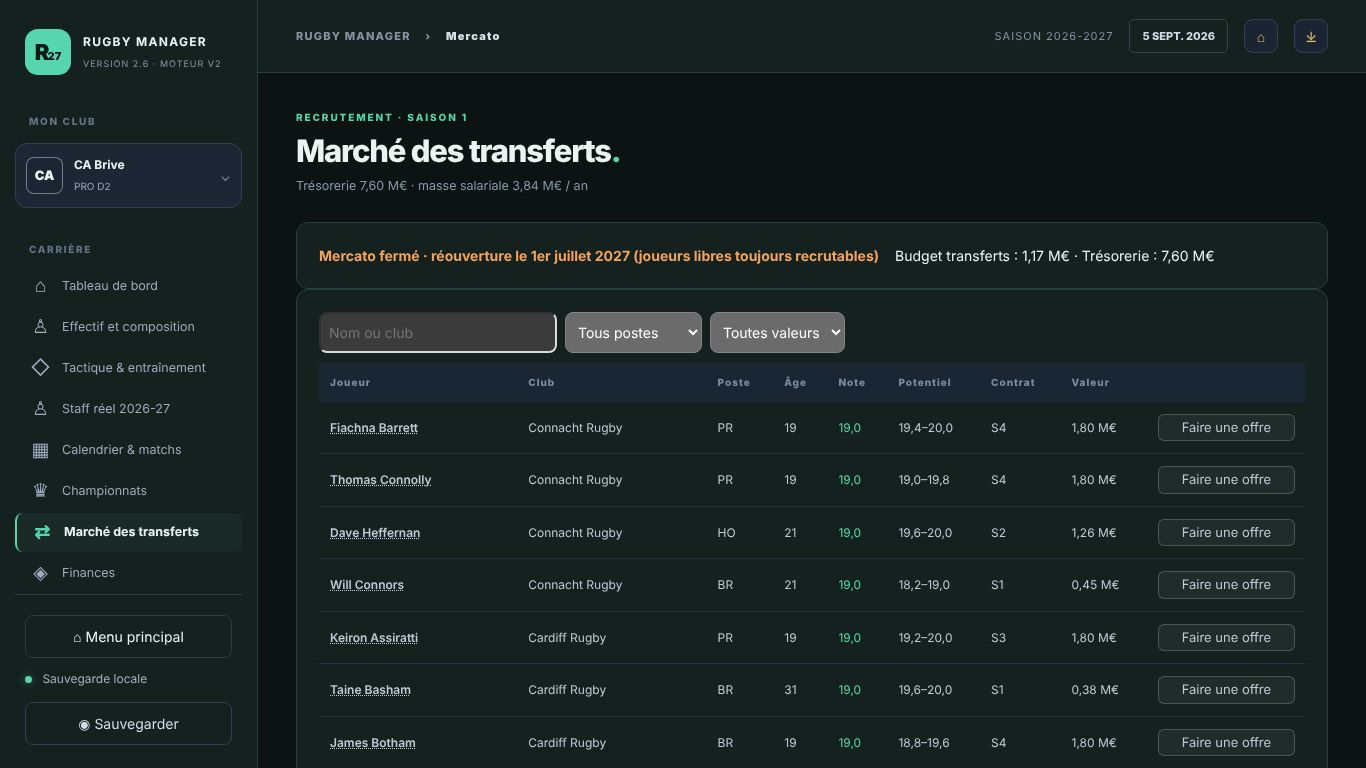 R27
RUGBY MANAGER
VERSION 2.6 · MOTEUR V2
MON CLUB
CA
CA Brive
PRO D2
CARRIÈRE
Tableau de bord
Effectif et composition
Tactique & entraînement
Staff réel 2026-27
Calendrier & matchs
Championnats
Marché des transferts
Finances
Menu principal
Sauvegarde locale
Sauvegarder
RUGBY MANAGER › Mercato
SAISON 2026-2027 5 SEPT. 2026
RECRUTEMENT · SAISON 1
Marché des transferts.
Trésorerie 7,60 M€ · masse salariale 3,84 M€ / an
Mercato fermé · réouverture le 1er juillet 2027 (joueurs libres toujours recrutables) Budget transferts : 1,17 M€ · Trésorerie : 7,60 M€
Nom ou club Tous postes Toutes valeurs
Joueur Club Poste Âge Note Potentiel Contrat Valeur
Fiachna Barrett Connacht Rugby PR 19 19,0 19,4–20,0 S4 1,80 M€ Faire une offre
Thomas Connolly Connacht Rugby PR 19 19,0 19,0–19,8 S4 1,80 M€ Faire une offre
Dave Heffernan Connacht Rugby HO 21 19,0 19,6–20,0 S2 1,26 M€ Faire une offre
Will Connors Connacht Rugby BR 21 19,0 18,2–19,0 S1 0,45 M€ Faire une offre
Keiron Assiratti Cardiff Rugby PR 19 19,0 19,2–20,0 S3 1,80 M€ Faire une offre
Taine Basham Cardiff Rugby BR 31 19,0 19,6–20,0 S1 0,38 M€ Faire une offre
James Botham Cardiff Rugby BR 19 19,0 18,8–19,6 S4 1,80 M€ Faire une offre